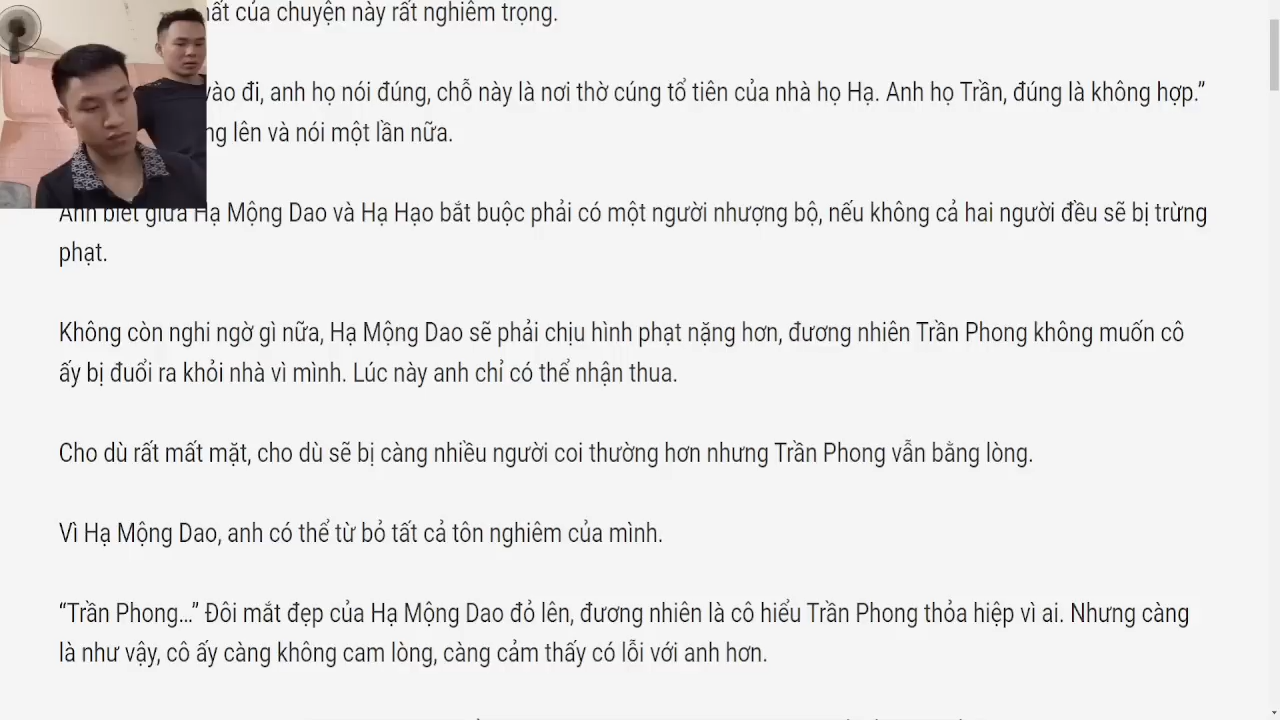 của chuyện này rất nghiêm trọng.
vào đi, anh họ nói đúng, chỗ này là nơi thờ cúng tổ tiên của nhà họ Hạ. Anh họ Trần, đúng là không hợp.”
lên và nói một lần nữa.
Anh biết giữa Hạ Mộng Dao và Hạ Hạo bắt buộc phải có một người nhượng bộ, nếu không cả hai người đều sẽ bị trừng
phạt.
Không còn nghi ngờ gì nữa, Hạ Mộng Dao sẽ phải chịu hình phạt nặng hơn, đương nhiên Trần Phong không muốn cô
ấy bị đuổi ra khỏi nhà vì mình. Lúc này anh chỉ có thể nhận thua.
Cho dù rất mất mặt, cho dù sẽ bị càng nhiều người coi thường hơn nhưng Trần Phong vẫn bằng lòng.
Vì Hạ Mộng Dao, anh có thể từ bỏ tất cả tôn nghiêm của mình.
“Trần Phong…” Đôi mắt đẹp của Hạ Mộng Dao đỏ lên, đương nhiên là cô hiểu Trần Phong thỏa hiệp vì ai. Nhưng càng
là như vậy, cô ấy càng không cam lòng, càng cảm thấy có lỗi với anh hơn.